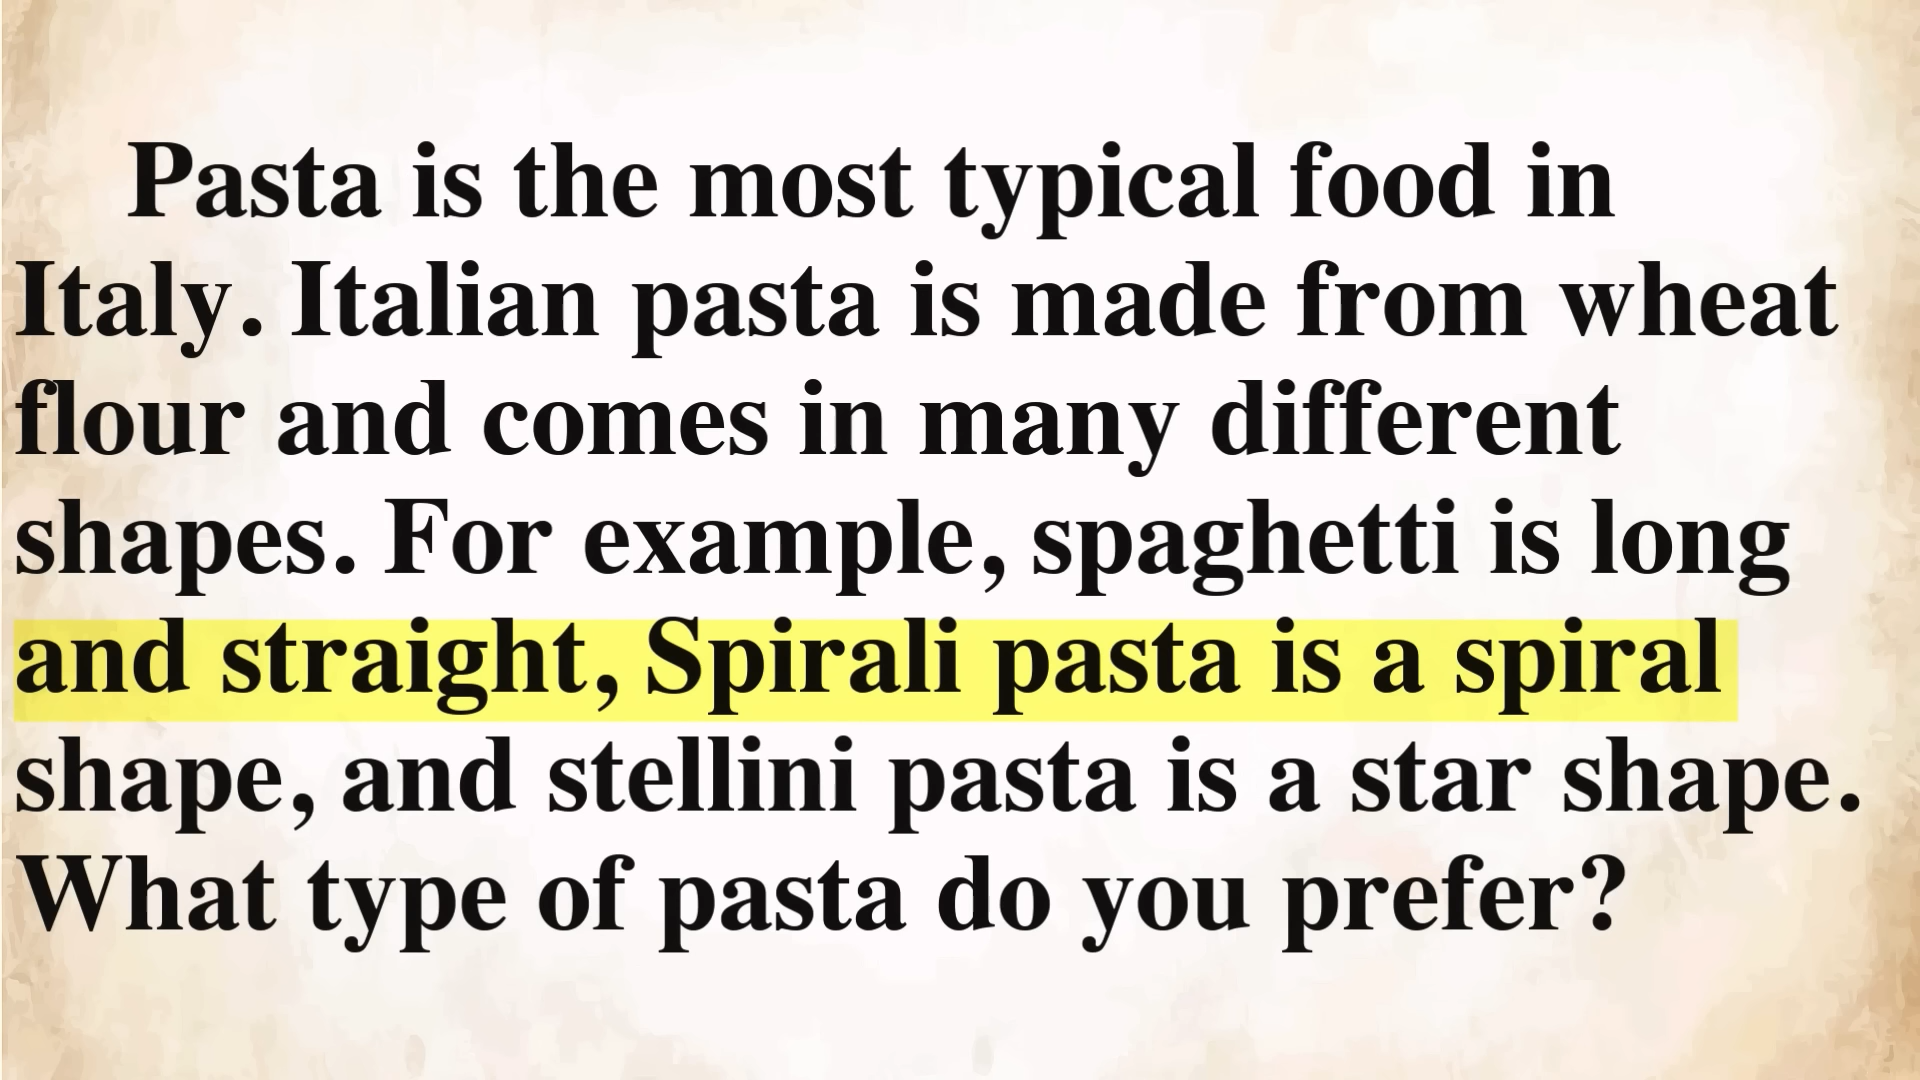 Pasta is the most typical food in
Italy. Italian pasta is made from wheat
flour and comes in many different
shapes. For example, spaghetti is long
and straight, Spirali pasta is a spiral
shape, and stellini pasta is a star shape.
What type of pasta do you prefer?